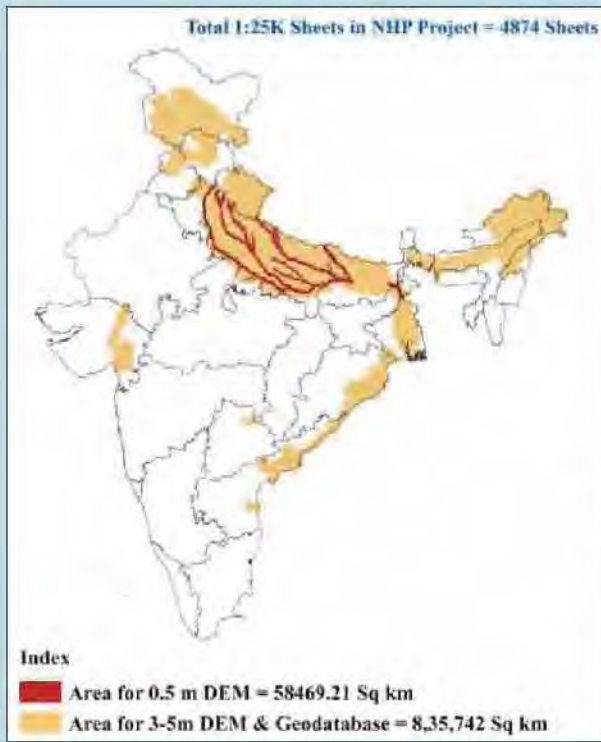 Total 1:25K Sheets in NHP Project = 4874 Sheets
Index
Area for 0.5 m DEM = 58469.21 Sq km
Area for 3-5m DEM & Geodatabase = 8,35,742 Sq km